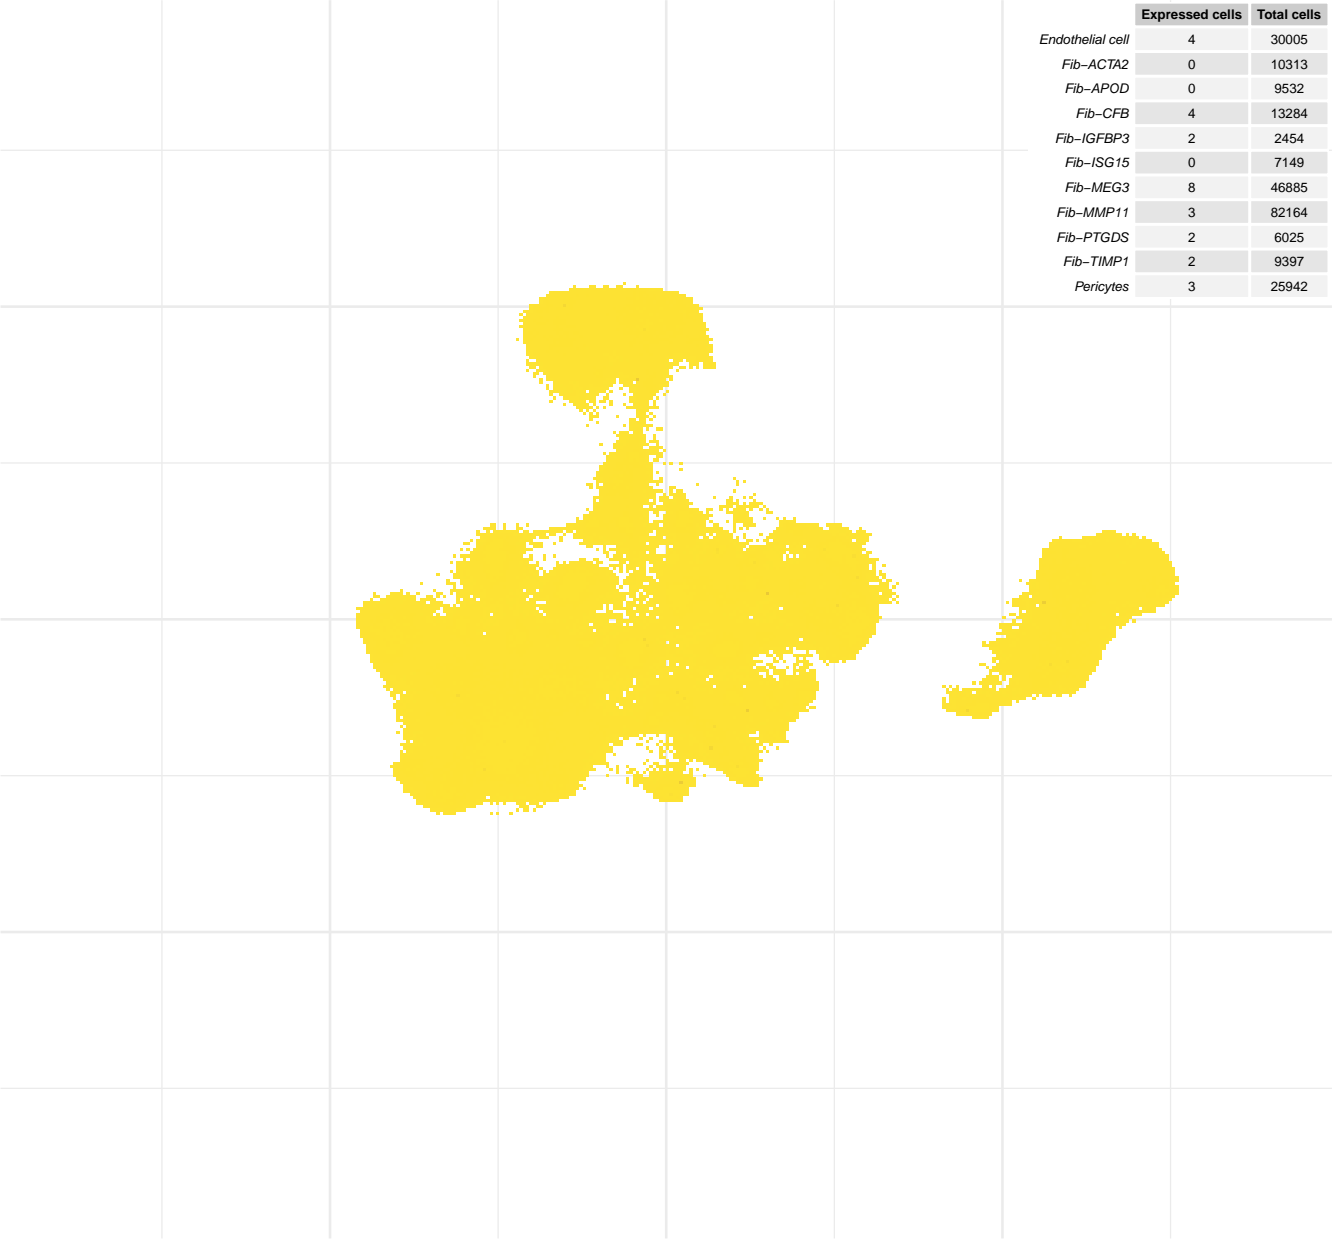 Expressed cells Total cells
Endothelial cell 4 30005
Fib−ACTA2 0 10313
Fib−APOD 0 9532
Fib−CFB 4 13284
Fib−IGFBP3 2 2454
Fib−ISG15 0 7149
Fib−MEG3 8 46885
Fib−MMP11 3 82164
Fib−PTGDS 2 6025
Fib−TIMP1 2 9397
Pericytes 3 25942